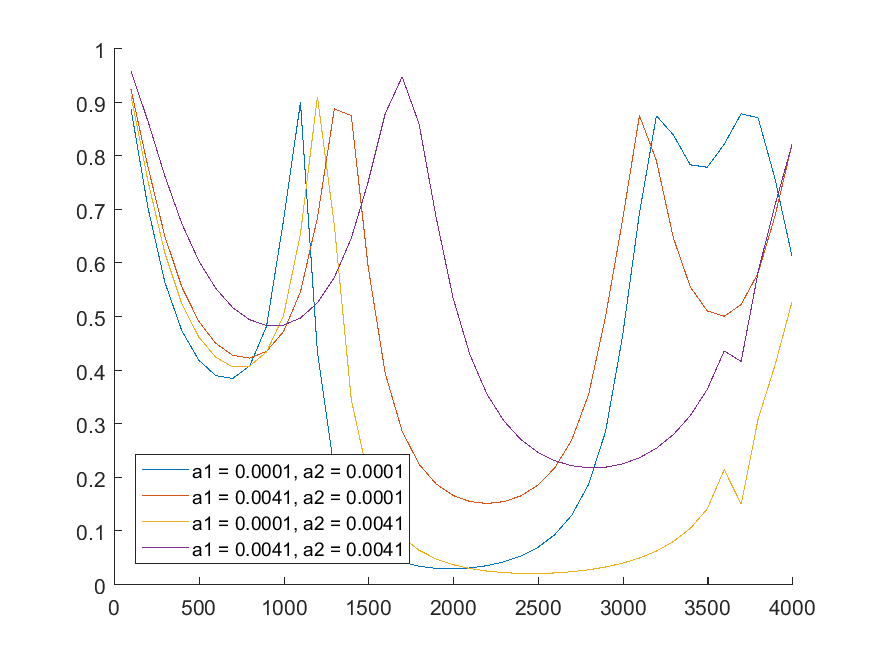 1
0.9
0.8
0.7
0.6
0.5
0.4
0.3
0.2
0.1
0
a1 = 0.0001, a2 = 0.0001
a1 = 0.0041, a2 = 0.0001
a1 = 0.0001, a2 = 0.0041
a1 = 0.0041, a2 = 0.0041
0 500 1000 1500 2000 2500 3000 3500 4000